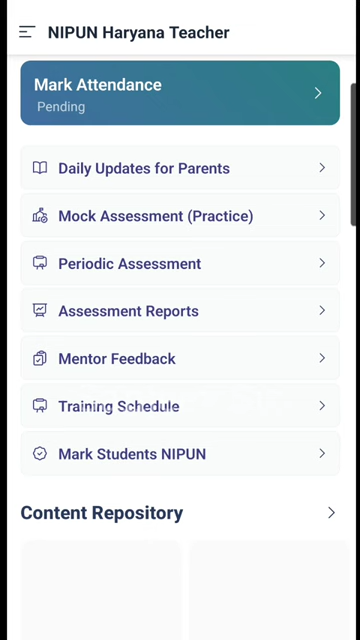 NIPUN Haryana Teacher
Mark Attendance
Pending
Daily Updates for Parents
Mock Assessment (Practice)
Periodic Assessment
Assessment Reports
Mentor Feedback
Training Schedule
Mark Students NIPUN
Content Repository